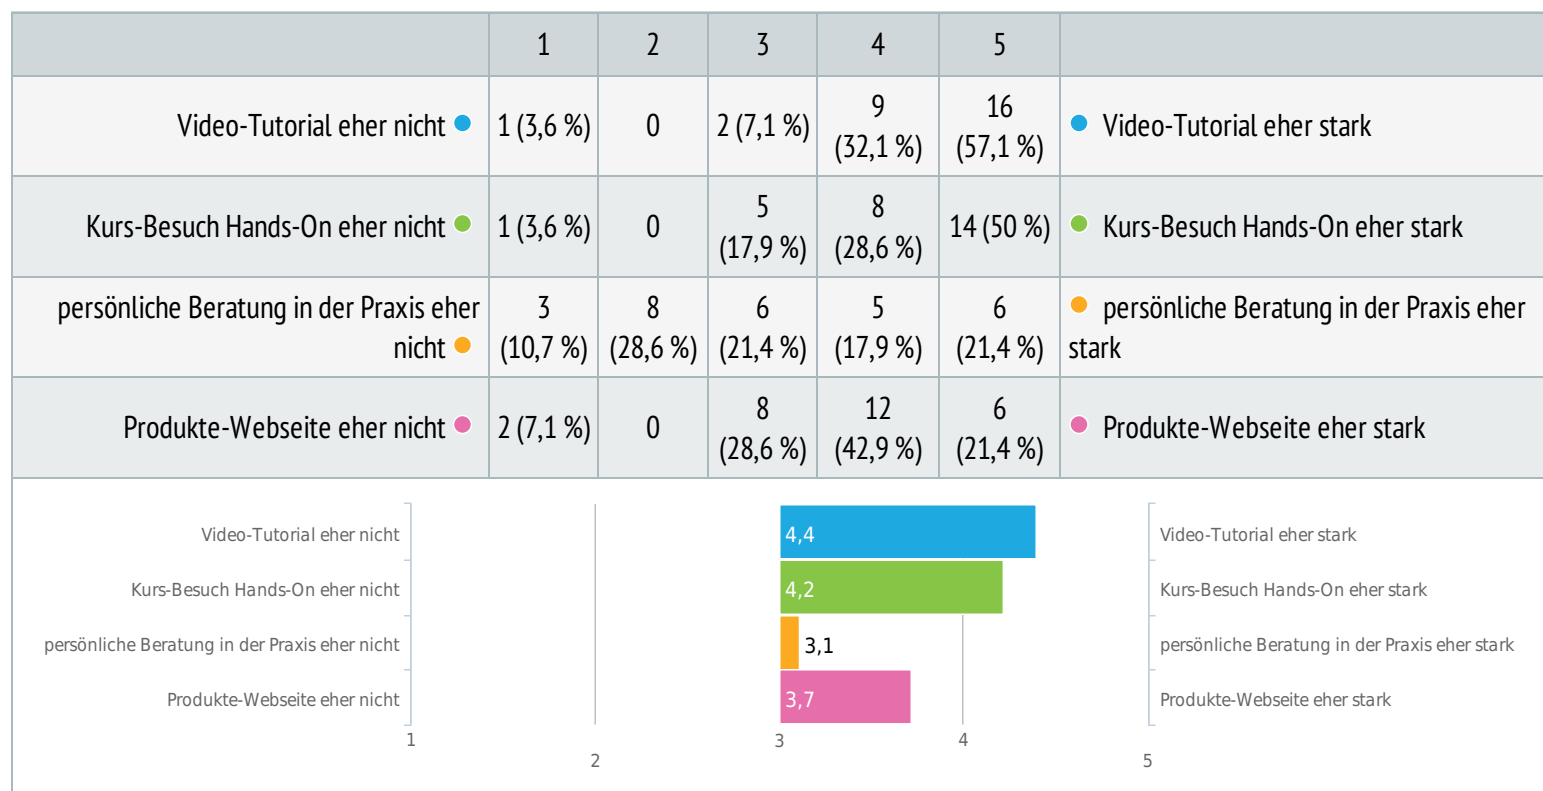 1 2 3 4 5
Video-Tutorial eher nicht 1 (3,6 %) 0 2 (7,1 %) 9 (32,1 %) 16 (57,1 %) Video-Tutorial eher stark
Kurs-Besuch Hands-On eher nicht 1 (3,6 %) 0 5 (17,9 %) 8 (28,6 %) 14 (50 %) Kurs-Besuch Hands-On eher stark
persönliche Beratung in der Praxis eher nicht 3 (10,7 %) 8 (28,6 %) 6 (21,4 %) 5 (17,9 %) 6 (21,4 %) persönliche Beratung in der Praxis eher stark
Produkte-Webseite eher nicht 2 (7,1 %) 0 8 (28,6 %) 12 (42,9 %) 6 (21,4 %) Produkte-Webseite eher stark
Video-Tutorial eher nicht 4,4 Video-Tutorial eher stark
Kurs-Besuch Hands-On eher nicht 4,2 Kurs-Besuch Hands-On eher stark
persönliche Beratung in der Praxis eher nicht 3,1 persönliche Beratung in der Praxis eher stark
Produkte-Webseite eher nicht 3,7 Produkte-Webseite eher stark
1 3 4
2 5